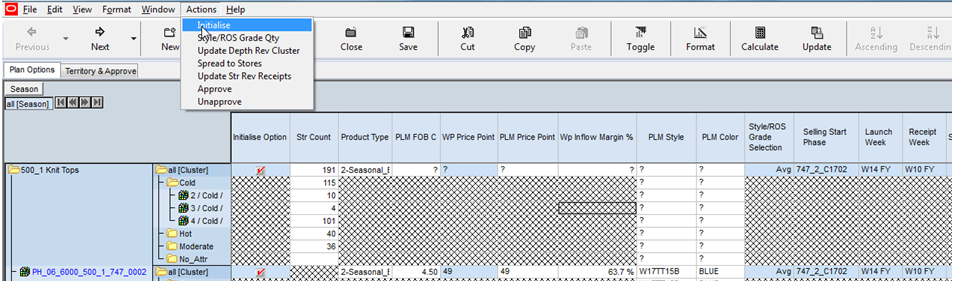 File Edit View Format Window Actions Help
Previous Next New Close Save Cut Copy Paste Toggle Format Calculate Update Ascending Descendin
Initialise
Style/ROS Grade Qty
Update Depth Rev Cluster
Spread to Stores
Update Str Rev Receipts
Approve
Unapprove
Plan Options Territory & Approve
Season
all [Season]
Initialise Option Str Count Product Type PLM FOB C WP Price Point PLM Price Point Wp Inflow Margin % PLM Style PLM Color Style/ROS Grade Selection Selling Start Phase Launch Week Receipt Week S
500_1 Knit Tops all [Cluster] 191 2-Seasonal_E ? ? ? ? ? ? Avg 747_2_C1702 W14 FY W10 FY
Cold 115 ? ?
2 / Cold / 10 ? ?
3 / Cold / 4 ? ?
4 / Cold / 101 ? ?
Hot 40 ? ?
Moderate 36 ? ?
No_Attr ? ?
PH_06_6000_500_1_747_0002 all [Cluster] 2-Seasonal_E 4.50 49 49 63.7 % W17TT15B BLUE Avg 747_2_C1702 W14 FY W10 FY